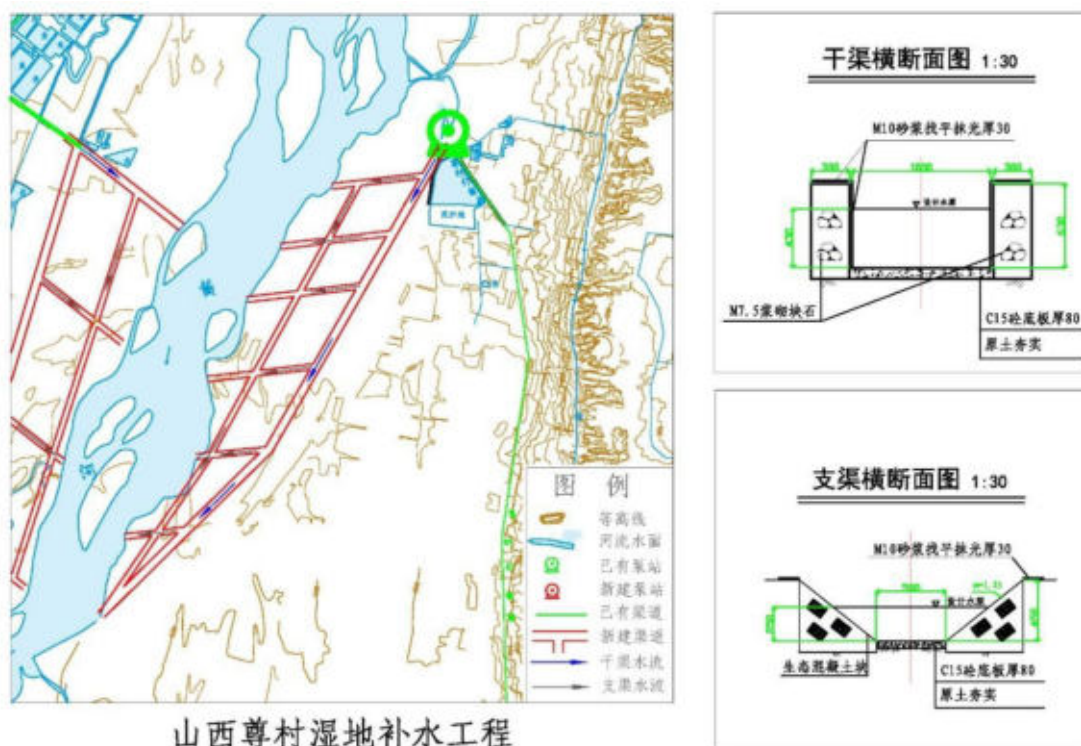 黄
河
图 例
等高线
河流水面
已有泵站
新建泵站
已有渠道
新建渠道
干渠水流
支渠水流
山西尊村湿地补水工程
干渠横断面图 1:30
M10砂浆找平抹光厚30
设计水深
M7.5浆砌块石
C15砼底板厚80
原土夯实
支渠横断面图 1:30
M10砂浆找平抹光厚30
设计水深
生态混凝土块
C15砼底板厚80
原土夯实